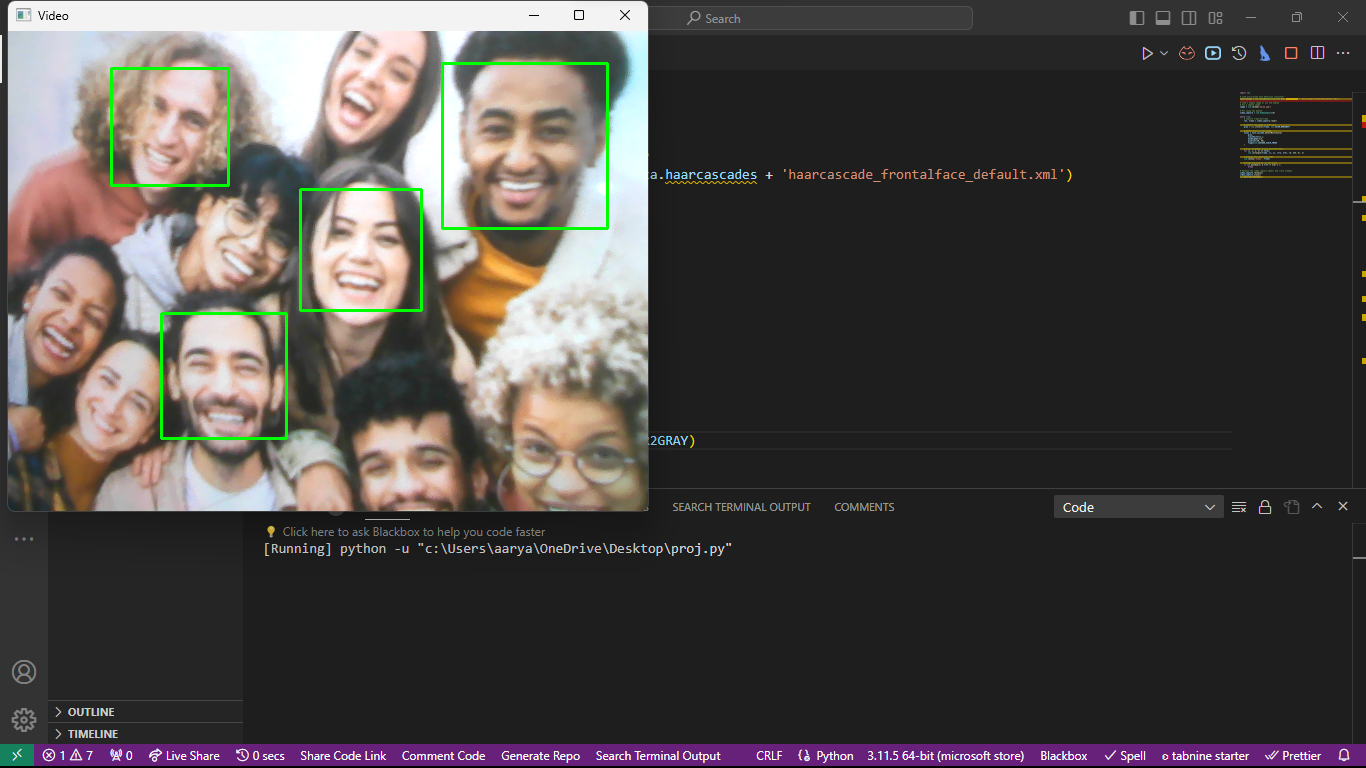 Video
Search
ca.haarcascades + 'haarcascade_frontalface_default.xml')
2GRAY)
SEARCH TERMINAL OUTPUT
COMMENTS
Code
Click here to ask Blackbox to help you code faster
[Running] python -u "c:\Users\aarya\OneDrive\Desktop\proj.py"
OUTLINE
TIMELINE
1 7 0 Live Share 0 secs Share Code Link Comment Code Generate Repo Search Terminal Output CRLF Python 3.11.5 64-bit (microsoft store) Blackbox Spell tabnine starter Prettier